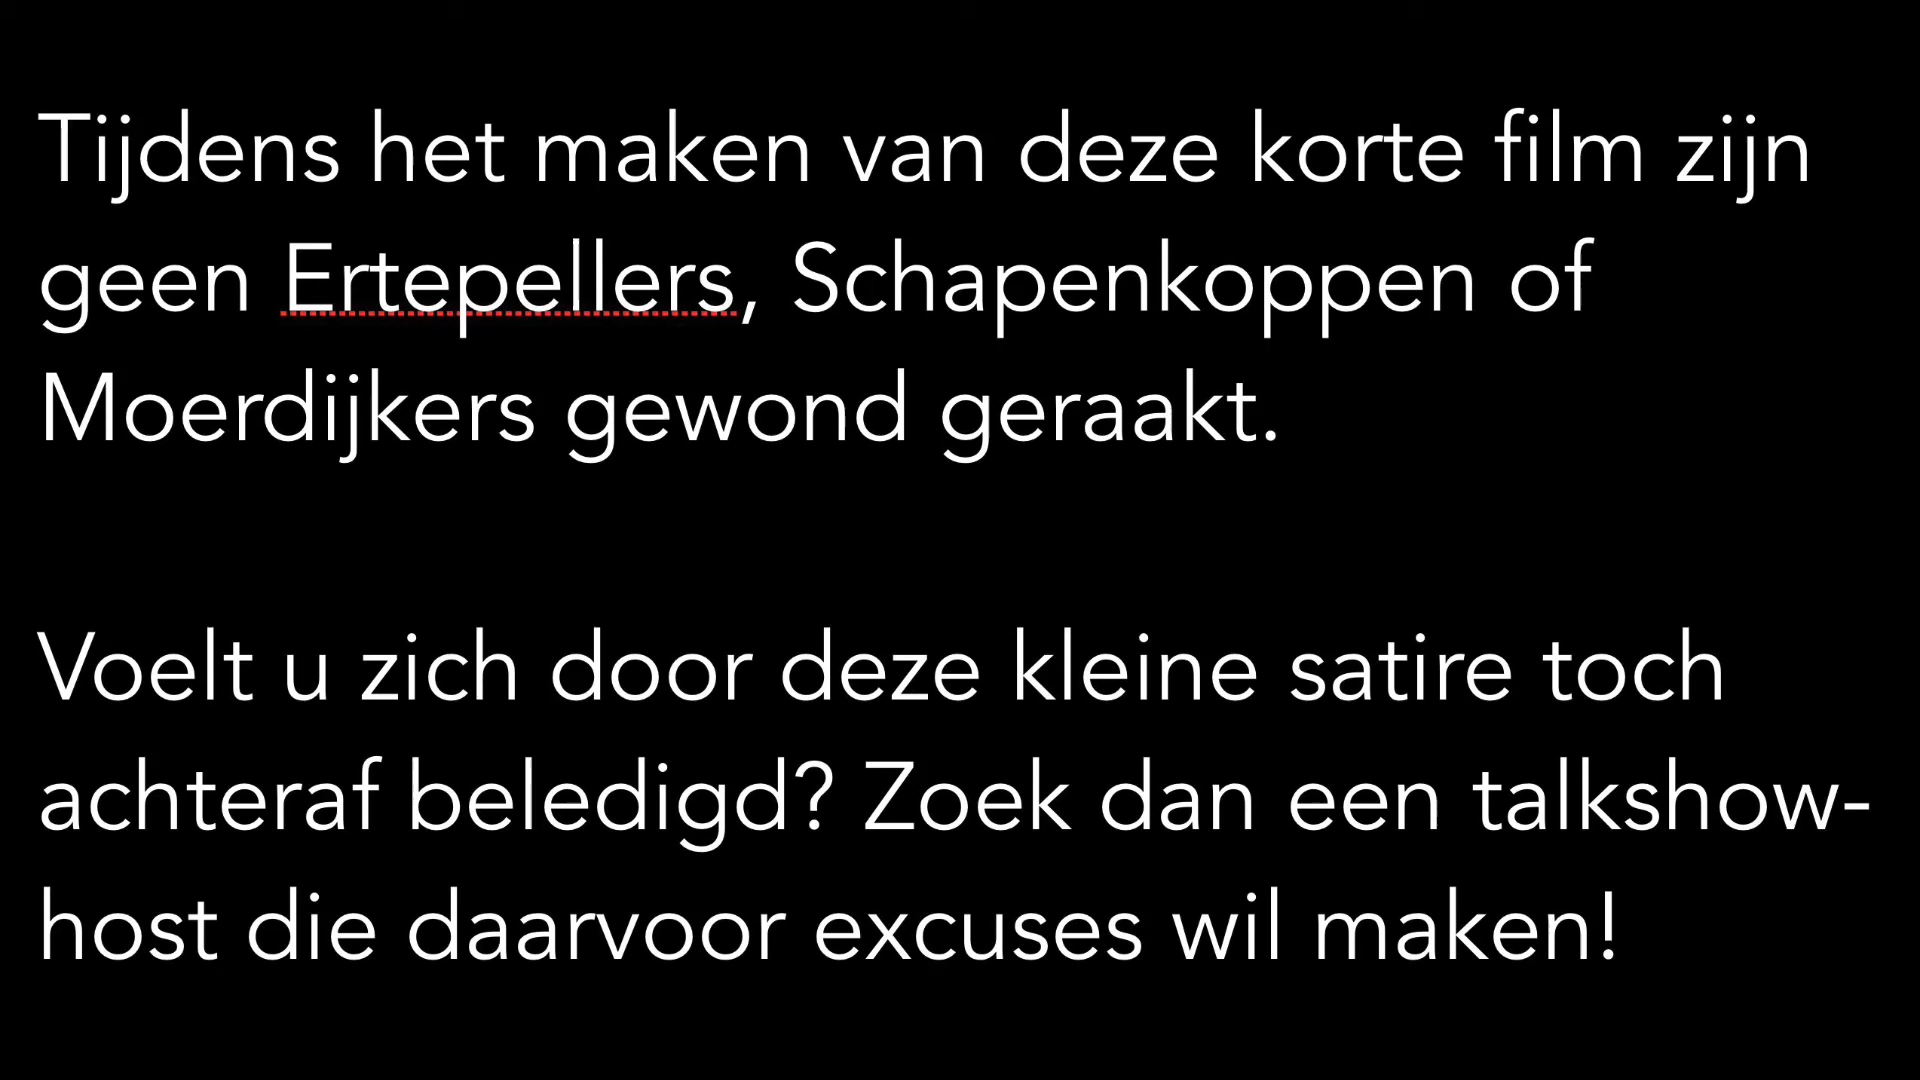 Tijdens het maken van deze korte film zijn
geen Ertepellers, Schapenkoppen of
Moerdijkers gewond geraakt.
Voelt u zich door deze kleine satire toch
achteraf beledigd? Zoek dan een talkshow-
host die daarvoor excuses wil maken!